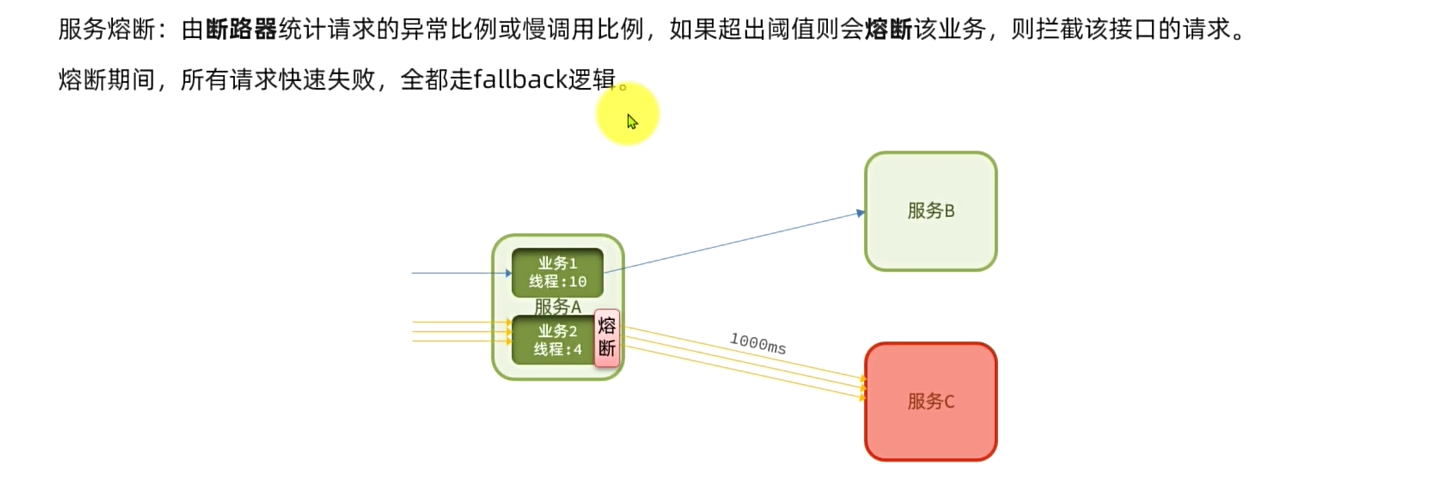 服务熔断：由断路器统计请求的异常比例或慢调用比例，如果超出阈值则会熔断该业务，则拦截该接口的请求。
熔断期间，所有请求快速失败，全都走fallback逻辑。
服务B
业务1
线程:10
服务A
业务2
线程:4
熔
断
1000ms
服务C